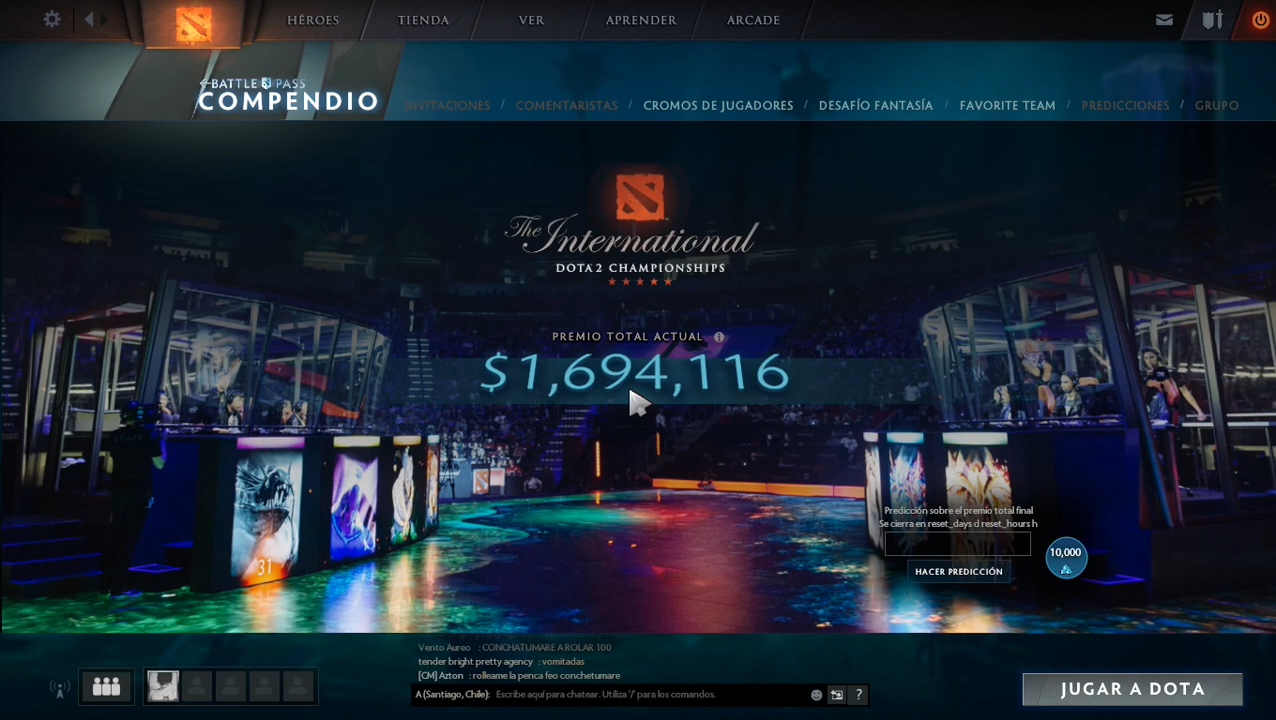 HÉROES TIENDA VER APRENDER ARCADE
BATTLE PASS
COMPENDIO
INVITACIONES / COMENTARISTAS / CROMOS DE JUGADORES / DESAFÍO FANTASÍA / FAVORITE TEAM / PREDICCIONES / GRUPO
The International
DOTA 2 CHAMPIONSHIPS
PREMIO TOTAL ACTUAL
$1,694,116
STAFF
31
Predicción sobre el premio total final
Se cierra en reset_days d reset_hours h
10,000
HACER PREDICCIÓN
Vento Aureo : CONCHATUMARE A ROLAR 100
tender bright pretty agency : vomitadas
[CM] Azton : rolleame la penca feo conchetumare
A (Santiago, Chile): Escribe aquí para chatear. Utiliza '/' para los comandos. ?
JUGAR A DOTA